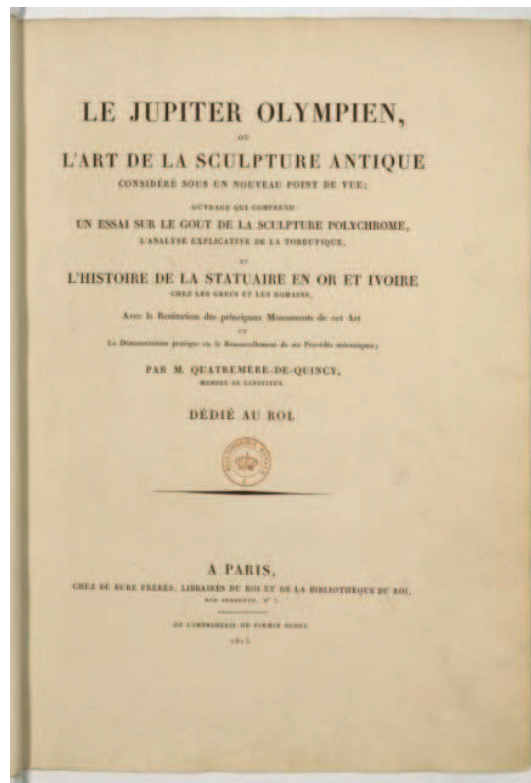 LE JUPITER OLYMPIEN,
OU
L'ART DE LA SCULPTURE ANTIQUE
CONSIDÉRÉ SOUS UN NOUVEAU POINT DE VUE;
OUVRAGE QUI COMPREND
UN ESSAI SUR LE GOUT DE LA SCULPTURE POLYCHROME,
L'ANALYSE EXPLICATIVE DE LA TOREUTIQUE,
ET
L'HISTOIRE DE LA STATUAIRE EN OR ET IVOIRE
CHEZ LES GRECS ET LES ROMAINS,
Avec la Restitution des principaux Monuments de cet Art
ET
La Démonstration pratique ou le Renouvellement de ses Procédés mécaniques;
PAR M. QUATREMÈRE-DE-QUINCY,
MEMBRE DE L'INSTITUT.
DÉDIÉ AU ROI.
A PARIS,
CHEZ DE BURE FRÈRES, LIBRAIRES DU ROI ET DE LA BIBLIOTHÈQUE DU ROI,
RUE SERPENTE, N° 7.
DE L'IMPRIMERIE DE FIRMIN DIDOT.